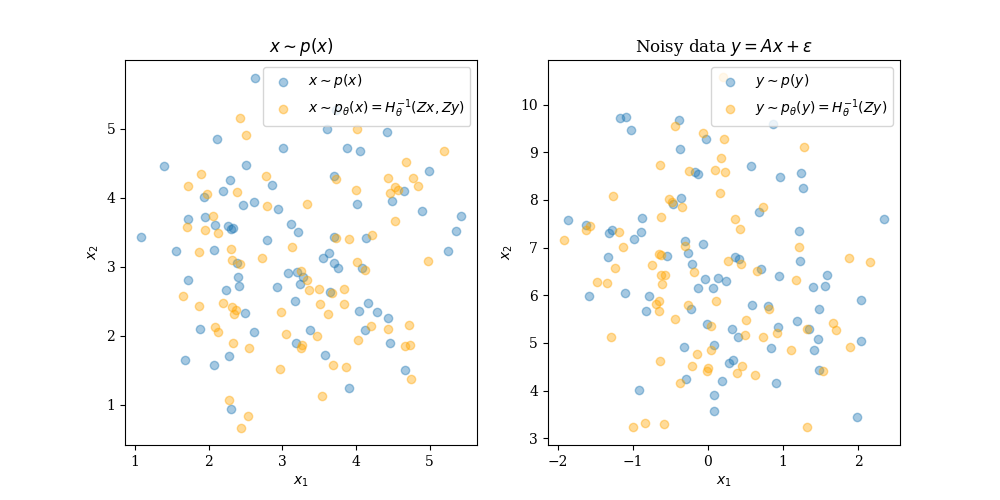 x ∼ p(x)
x ∼ p(x)
x ∼ p_θ(x) = H_θ^{-1}(Zx, Zy)
x_2
5
4
3
2
1
1 2 3 4 5
x_1
Noisy data y = Ax + ε
y ∼ p(y)
y ∼ p_θ(y) = H_θ^{-1}(Zy)
x_2
10
9
8
7
6
5
4
3
−2 −1 0 1 2
x_1